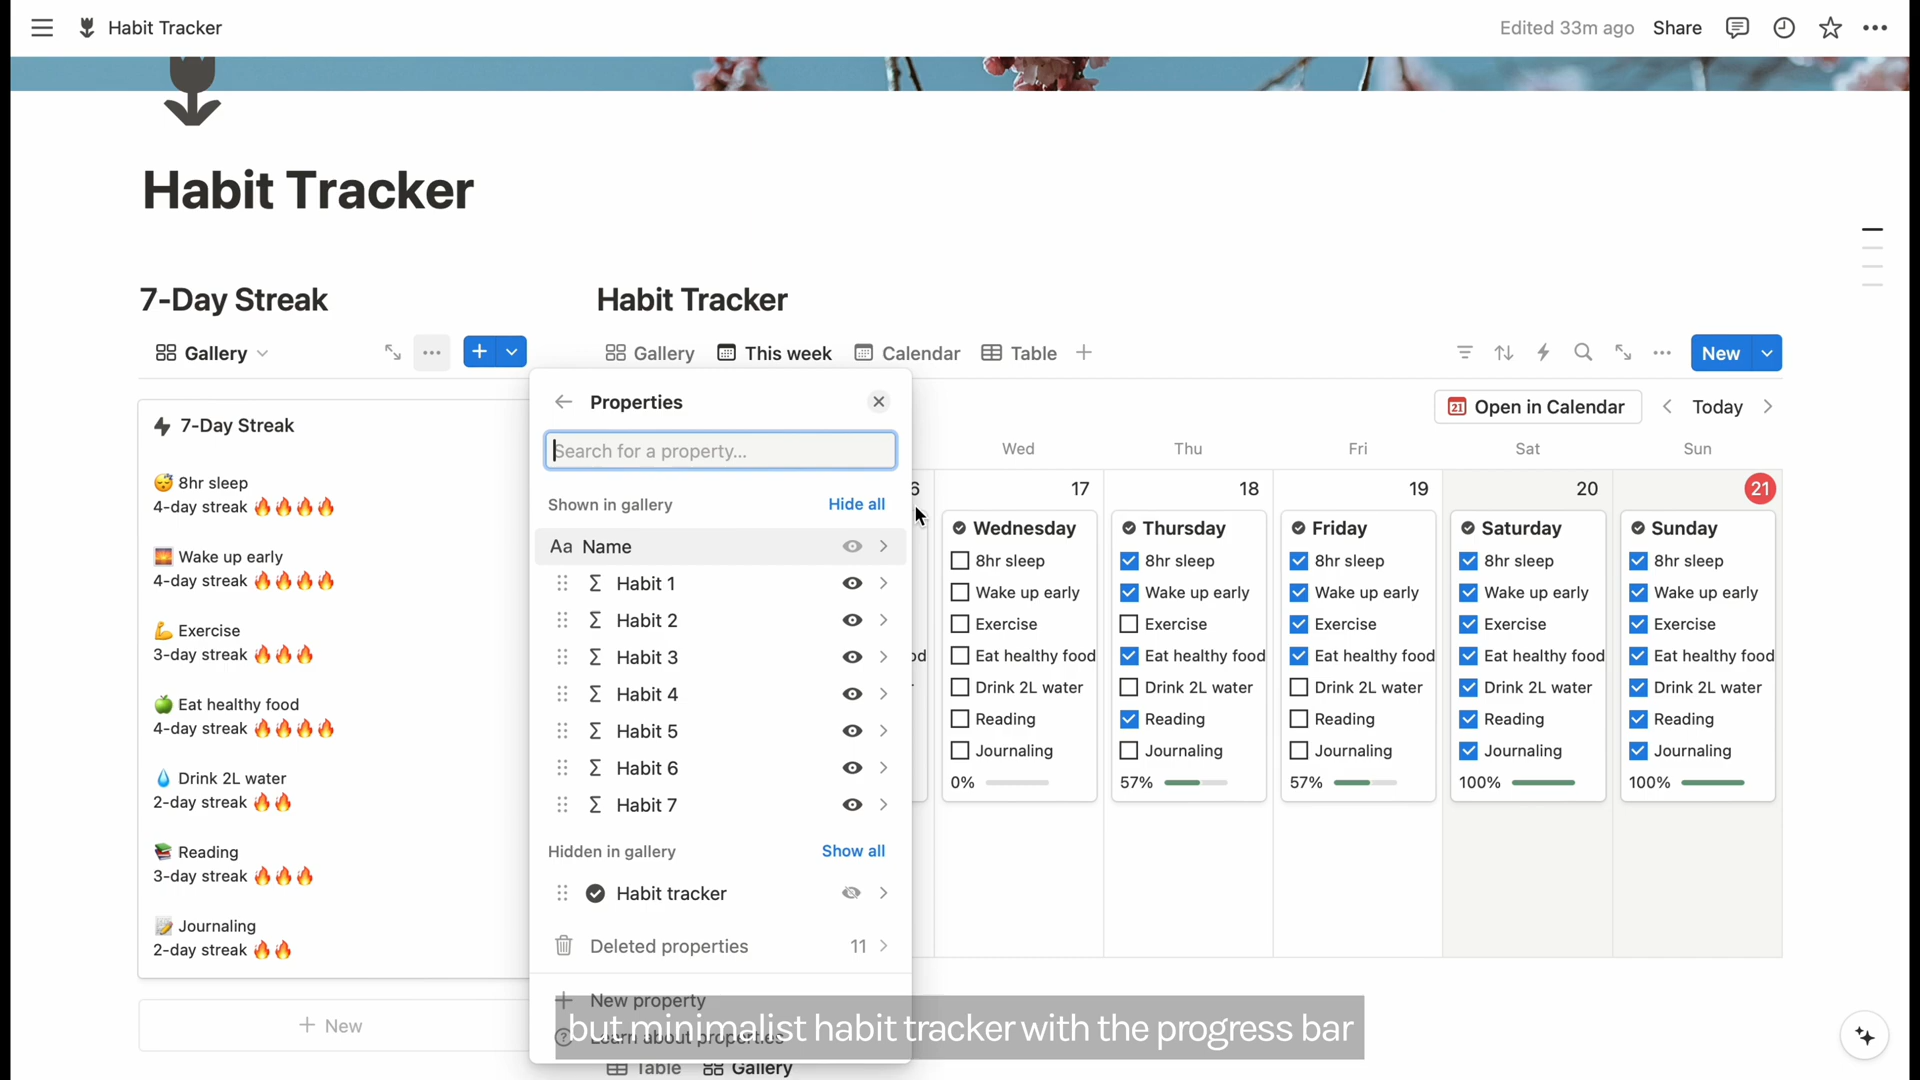 Habit Tracker
Edited 33m ago
Share
Habit Tracker
7-Day Streak
Gallery
7-Day Streak
😴 8hr sleep
4-day streak 🔥🔥🔥🔥
🌅 Wake up early
4-day streak 🔥🔥🔥🔥
💪 Exercise
3-day streak 🔥🔥🔥
🍏 Eat healthy food
4-day streak 🔥🔥🔥🔥
💧 Drink 2L water
2-day streak 🔥🔥
📚 Reading
3-day streak 🔥🔥🔥
📝 Journaling
2-day streak 🔥🔥
+ New
Habit Tracker
Gallery
This week
Calendar
Table
New
Properties
Search for a property...
Shown in gallery
Hide all
Aa Name
Σ Habit 1
Σ Habit 2
Σ Habit 3
Σ Habit 4
Σ Habit 5
Σ Habit 6
Σ Habit 7
Hidden in gallery
Show all
Habit tracker
Deleted properties
11
+ New property
Learn about properties
21 Open in Calendar
Today
Wed
Thu
Fri
Sat
Sun
6
17
18
19
20
21
Wednesday
8hr sleep
Wake up early
Exercise
Eat healthy food
Drink 2L water
Reading
Journaling
0%
Thursday
8hr sleep
Wake up early
Exercise
Eat healthy food
Drink 2L water
Reading
Journaling
57%
Friday
8hr sleep
Wake up early
Exercise
Eat healthy food
Drink 2L water
Reading
Journaling
57%
Saturday
8hr sleep
Wake up early
Exercise
Eat healthy food
Drink 2L water
Reading
Journaling
100%
Sunday
8hr sleep
Wake up early
Exercise
Eat healthy food
Drink 2L water
Reading
Journaling
100%
but minimalist habit tracker with the progress bar
Table
Gallery